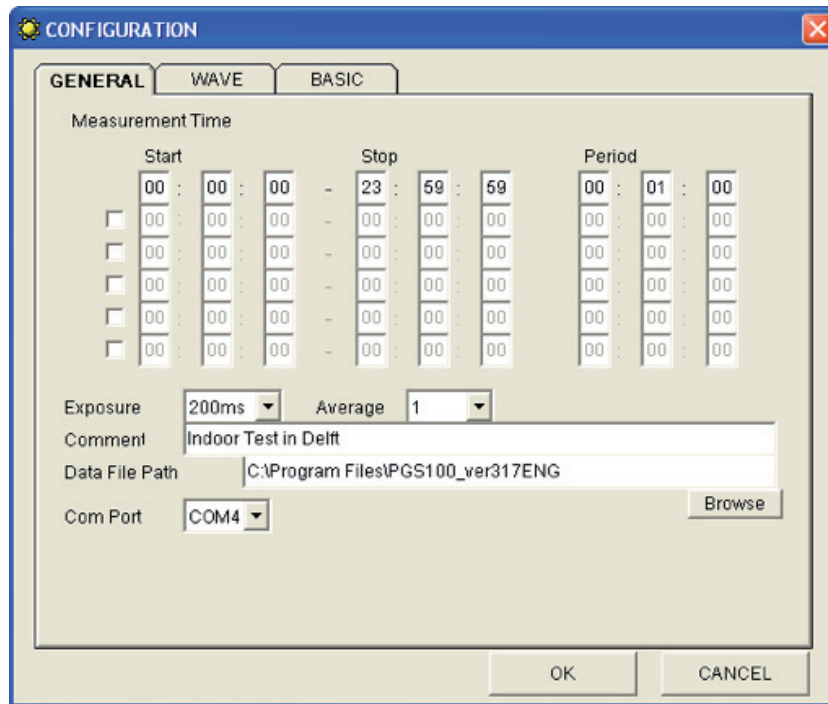 CONFIGURATION
GENERAL WAVE BASIC
Measurement Time
Start Stop Period
00 : 00 : 00 - 23 : 59 : 59 00 : 01 : 00
00 : 00 : 00 - 00 : 00 : 00 00 : 00 : 00
00 : 00 : 00 - 00 : 00 : 00 00 : 00 : 00
00 : 00 : 00 - 00 : 00 : 00 00 : 00 : 00
00 : 00 : 00 - 00 : 00 : 00 00 : 00 : 00
00 : 00 : 00 - 00 : 00 : 00 00 : 00 : 00
Exposure 200ms Average 1
Comment Indoor Test in Delft
Data File Path C:\Program Files\PGS100_ver317ENG
Browse
Com Port COM4
OK CANCEL